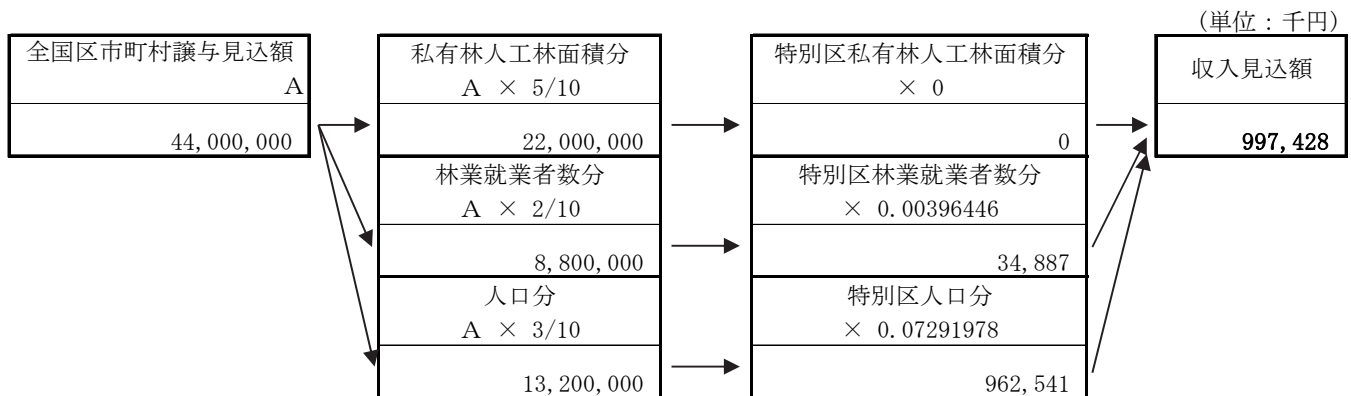 (単位：千円)
全国区市町村譲与見込額
A
44,000,000
私有林人工林面積分
A × 5/10
22,000,000
林業就業者数分
A × 2/10
8,800,000
人口分
A × 3/10
13,200,000
特別区私有林人工林面積分
× 0
0
特別区林業就業者数分
× 0.00396446
34,887
特別区人口分
× 0.07291978
962,541
収入見込額
997,428